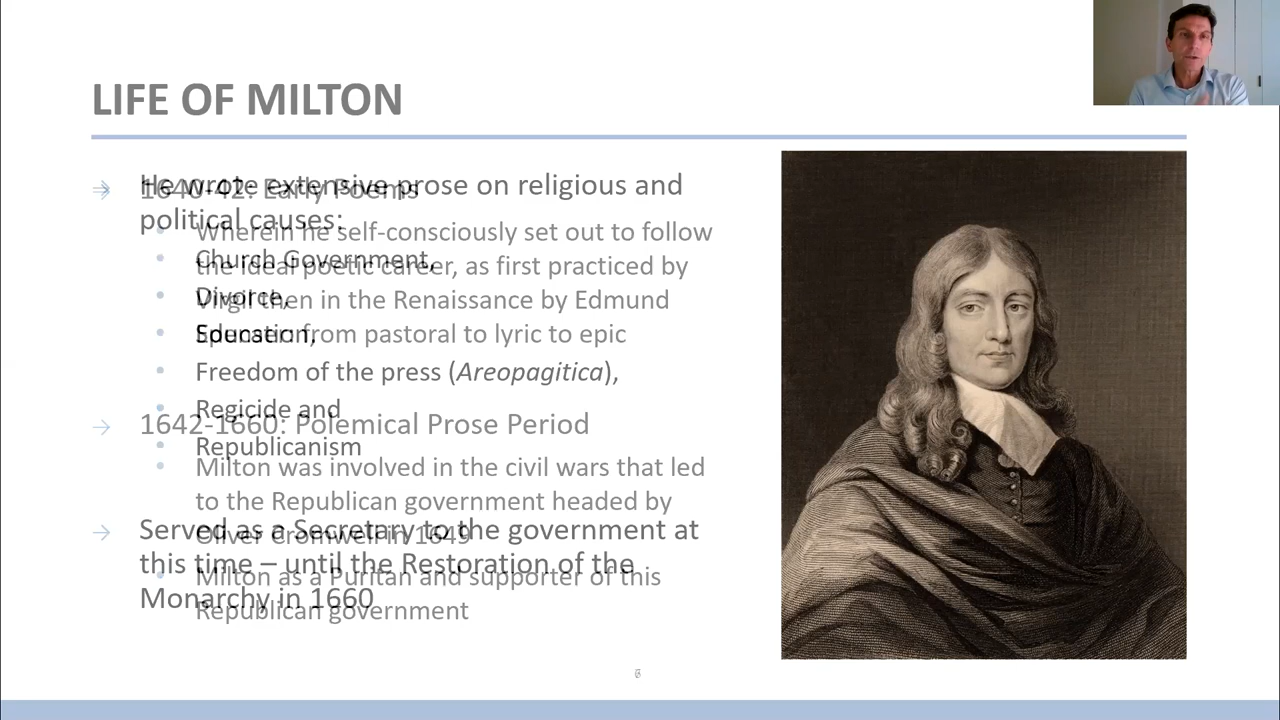 LIFE OF MILTON
1640-42: Early Poems
Wherein he self-consciously set out to follow
the ideal poetic career, as first practiced by
Virgil then in the Renaissance by Edmund
Spenser: from pastoral to lyric to epic
1642-1660: Polemical Prose Period
Milton was involved in the civil wars that led
to the Republican government headed by
Oliver Cromwell in 1649
Milton as a Puritan and supporter of this
Republican government
He wrote extensive prose on religious and
political causes:
Church Government,
Divorce,
Education,
Freedom of the press (Areopagitica),
Regicide and
Republicanism
Served as a Secretary to the government at
this time – until the Restoration of the
Monarchy in 1660